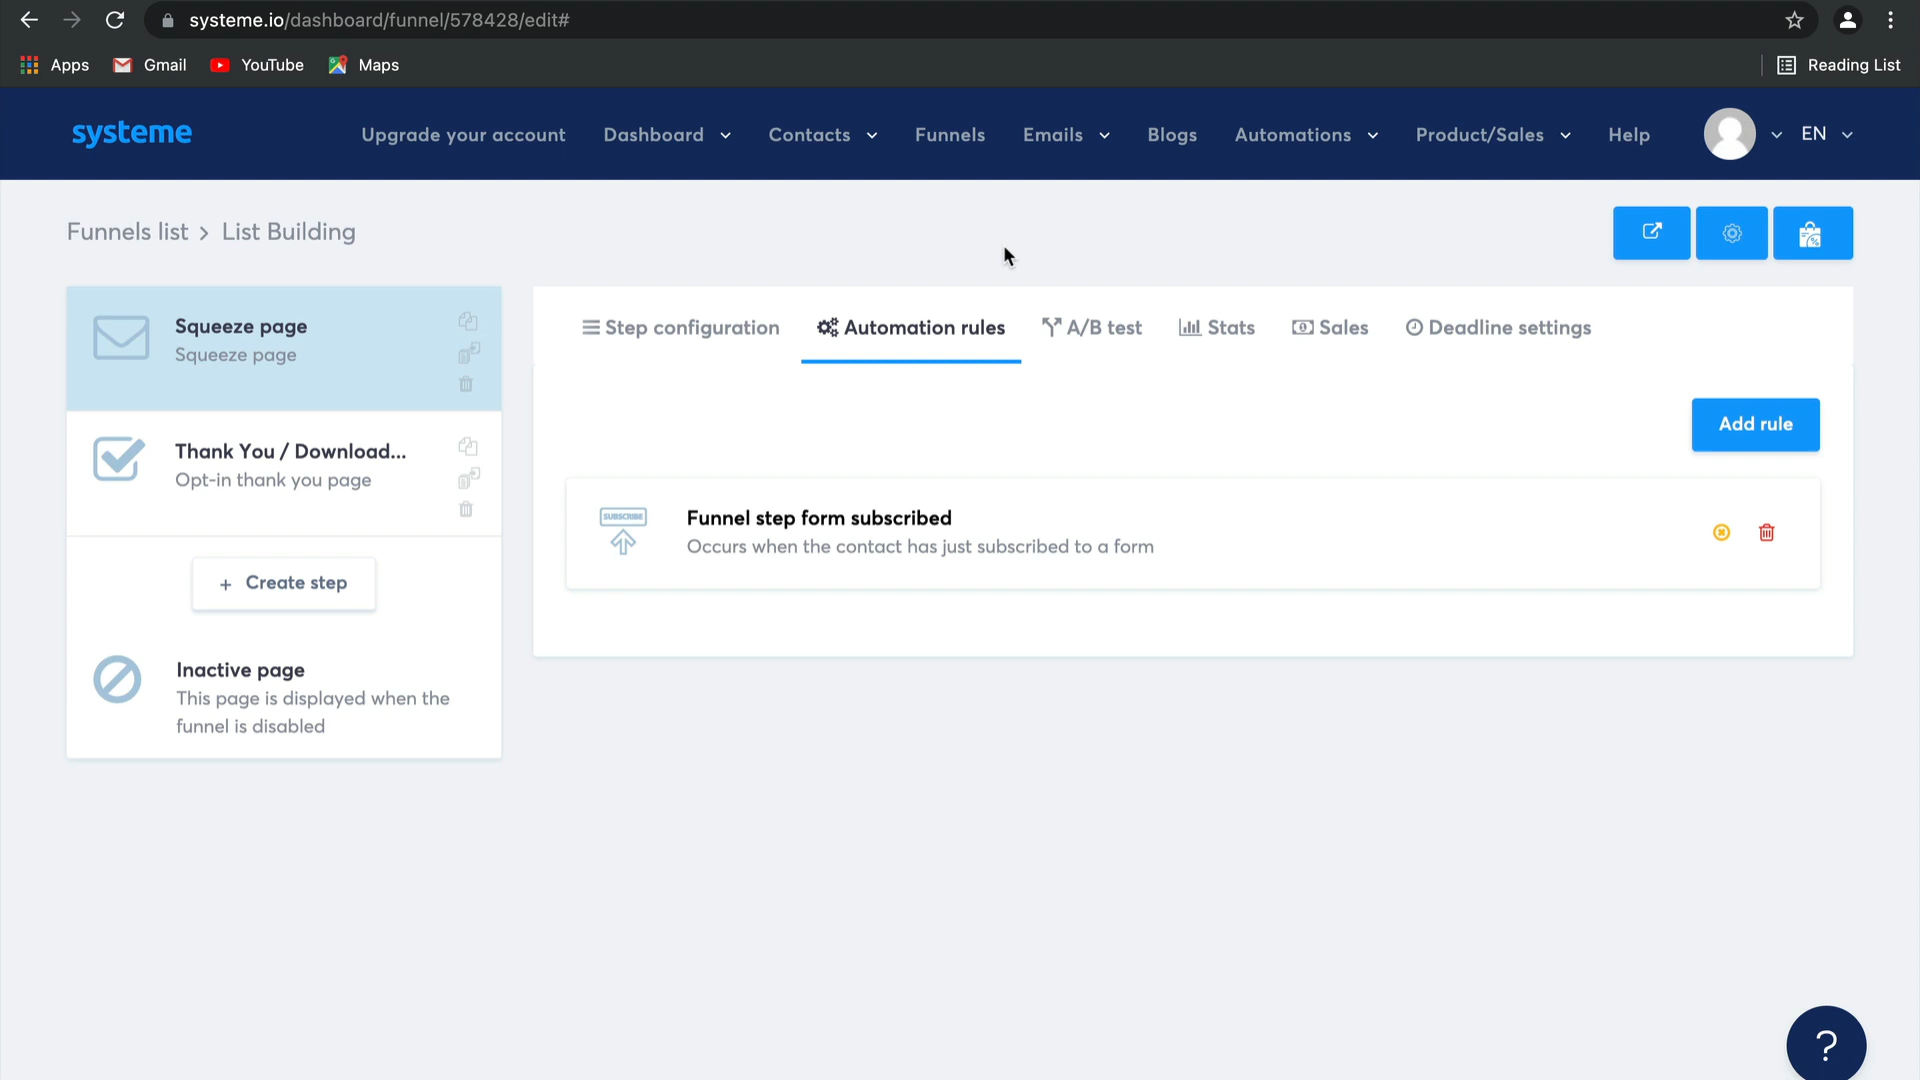 systeme.io/dashboard/funnel/578428/edit#
Apps Gmail YouTube Maps Reading List
systeme Upgrade your account Dashboard Contacts Funnels Emails Blogs Automations Product/Sales Help EN
Funnels list > List Building
Squeeze page
Squeeze page
Thank You / Download...
Opt-in thank you page
+ Create step
Inactive page
This page is displayed when the
funnel is disabled
Step configuration Automation rules A/B test Stats Sales Deadline settings
Add rule
SUBSCRIBE
Funnel step form subscribed
Occurs when the contact has just subscribed to a form
?